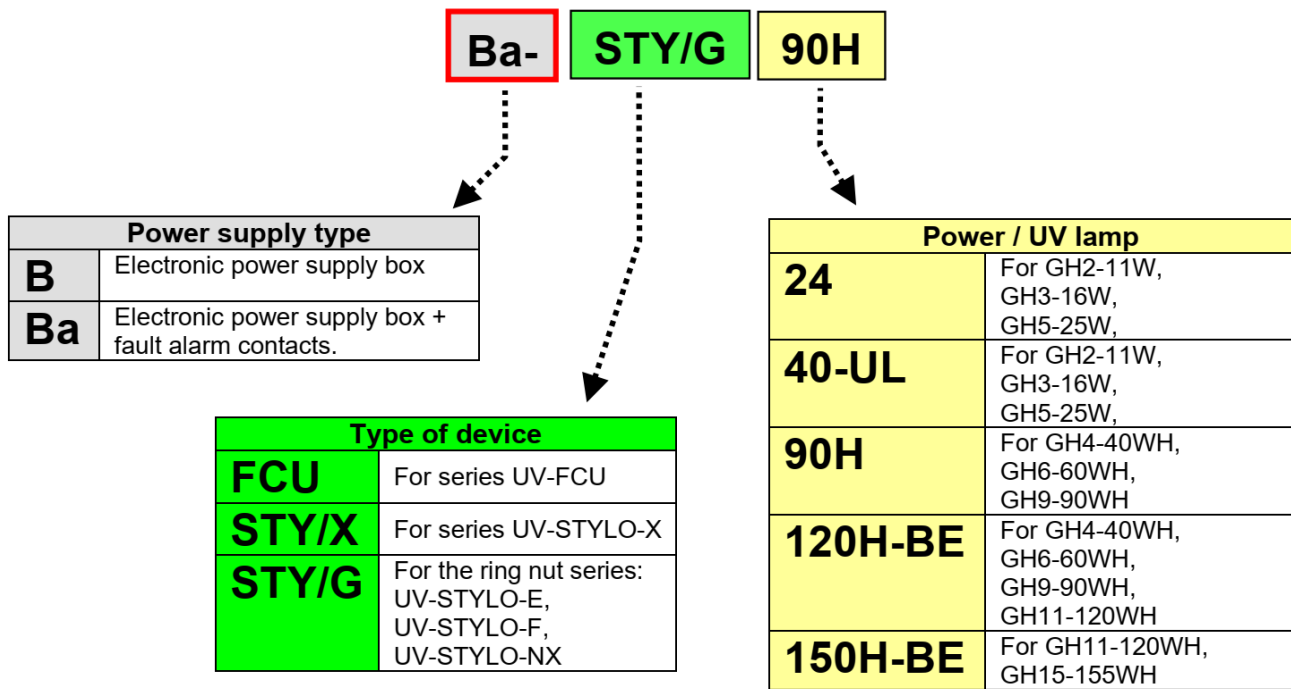 Ba- STY/G 90H
Power supply type
B Electronic power supply box
Ba Electronic power supply box +
fault alarm contacts.
Type of device
FCU For series UV-FCU
STY/X For series UV-STYLO-X
STY/G For the ring nut series:
UV-STYLO-E,
UV-STYLO-F,
UV-STYLO-NX
Power / UV lamp
24 For GH2-11W,
GH3-16W,
GH5-25W,
40-UL For GH2-11W,
GH3-16W,
GH5-25W,
90H For GH4-40WH,
GH6-60WH,
GH9-90WH
120H-BE For GH4-40WH,
GH6-60WH,
GH9-90WH,
GH11-120WH
150H-BE For GH11-120WH,
GH15-155WH